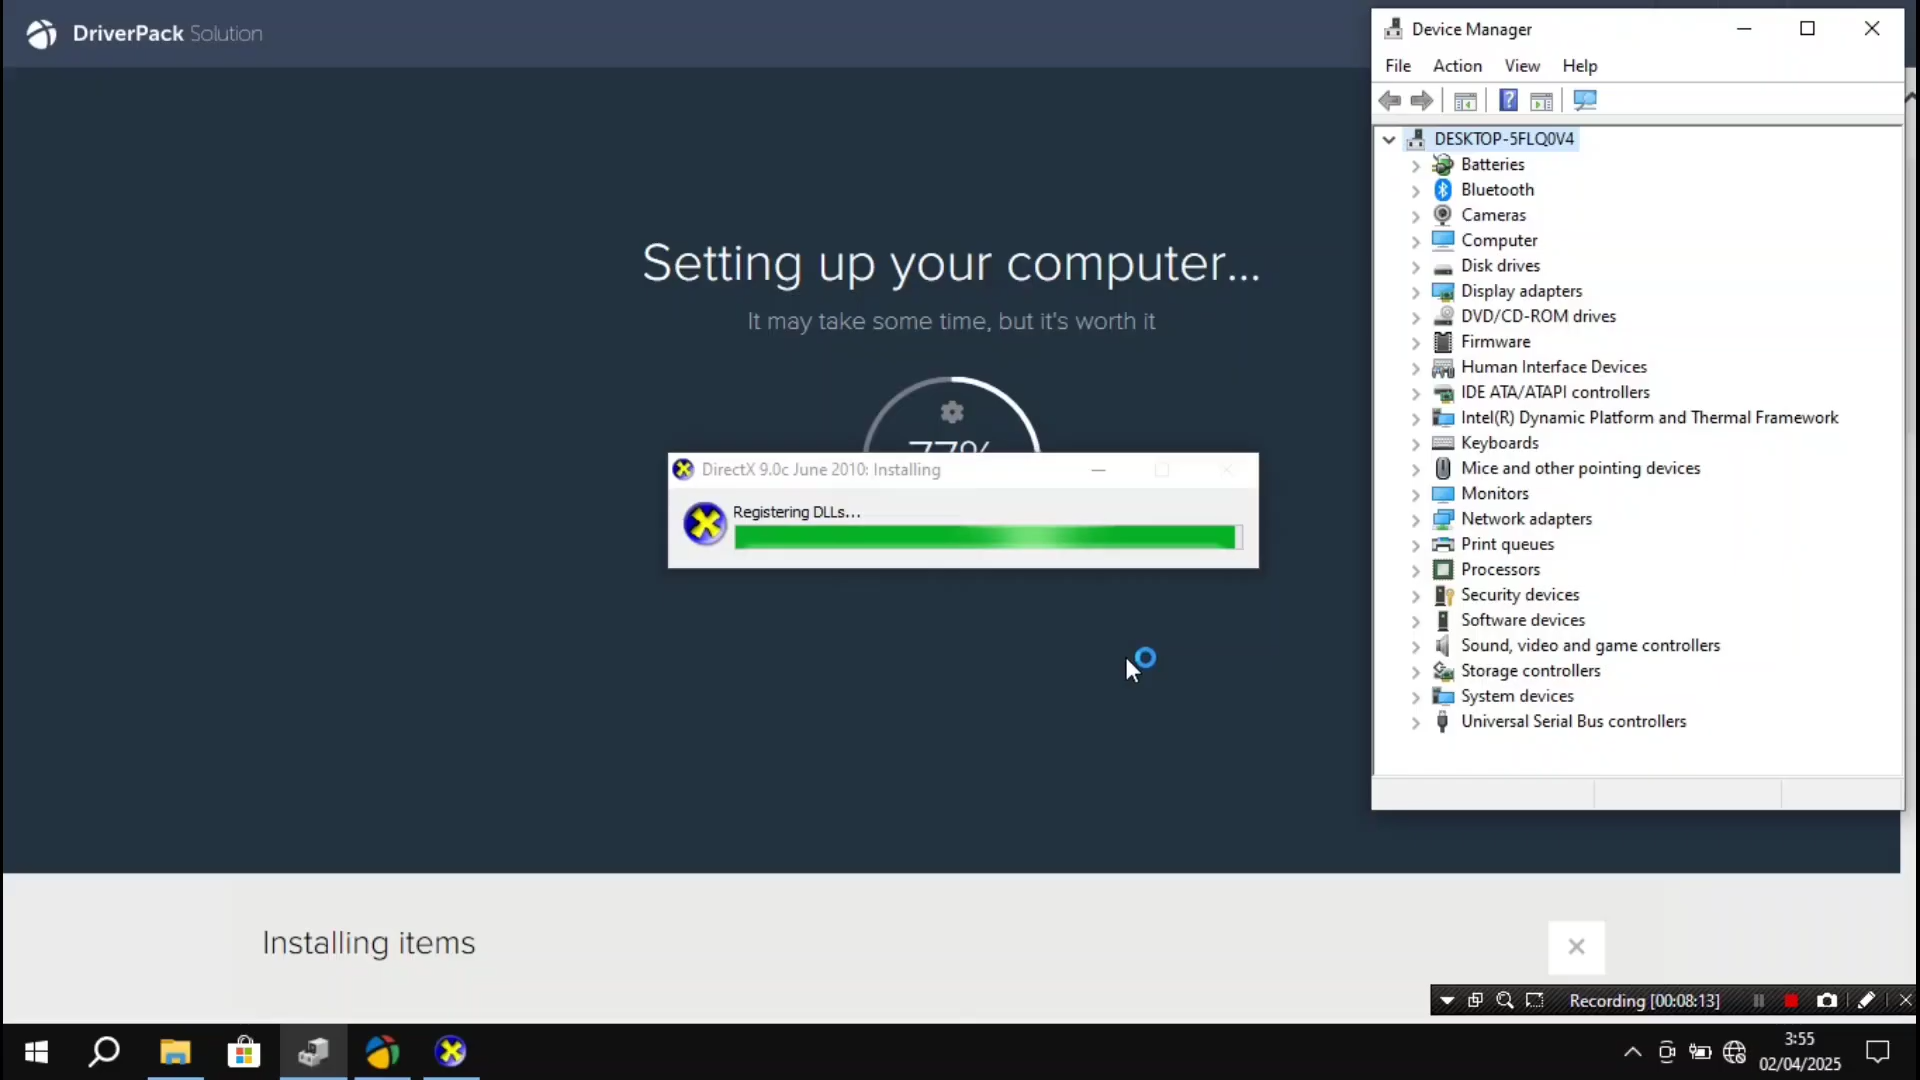 DriverPack Solution
Setting up your computer...
It may take some time, but it's worth it
77%
DirectX 9.0c June 2010: Installing
Registering DLLs...
Installing items
Device Manager
File Action View Help
DESKTOP-5FLQ0V4
Batteries
Bluetooth
Cameras
Computer
Disk drives
Display adapters
DVD/CD-ROM drives
Firmware
Human Interface Devices
IDE ATA/ATAPI controllers
Intel(R) Dynamic Platform and Thermal Framework
Keyboards
Mice and other pointing devices
Monitors
Network adapters
Print queues
Processors
Security devices
Software devices
Sound, video and game controllers
Storage controllers
System devices
Universal Serial Bus controllers
Recording [00:08:13]
3:55
02/04/2025